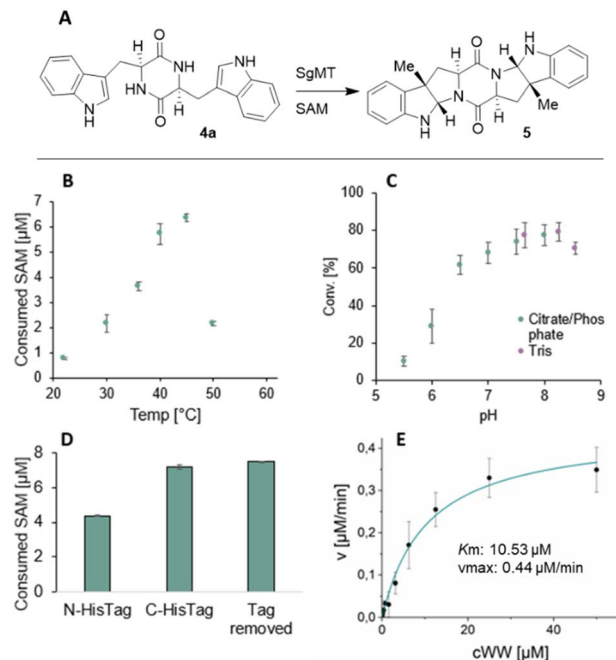 A
O
H
NH
HN
O
H
NH
4a
SgMT
SAM
Me
H
O
H
HN
N
N
N
H
H
O
H
Me
5
B
Consumed SAM [µM]
7
6
5
4
3
2
1
0
20 30 40 50 60
Temp [°C]
C
Conv. [%]
100
80
60
40
20
0
5 6 7 8 9
pH
Citrate/Phos
phate
Tris
D
Consumed SAM [µM]
8
6
4
2
0
N-HisTag C-HisTag Tag
removed
E
v [µM/min]
0,4
0,3
0,2
0,1
0,0
0 20 40
cWW [µM]
Km: 10.53 µM
vmax: 0.44 µM/min